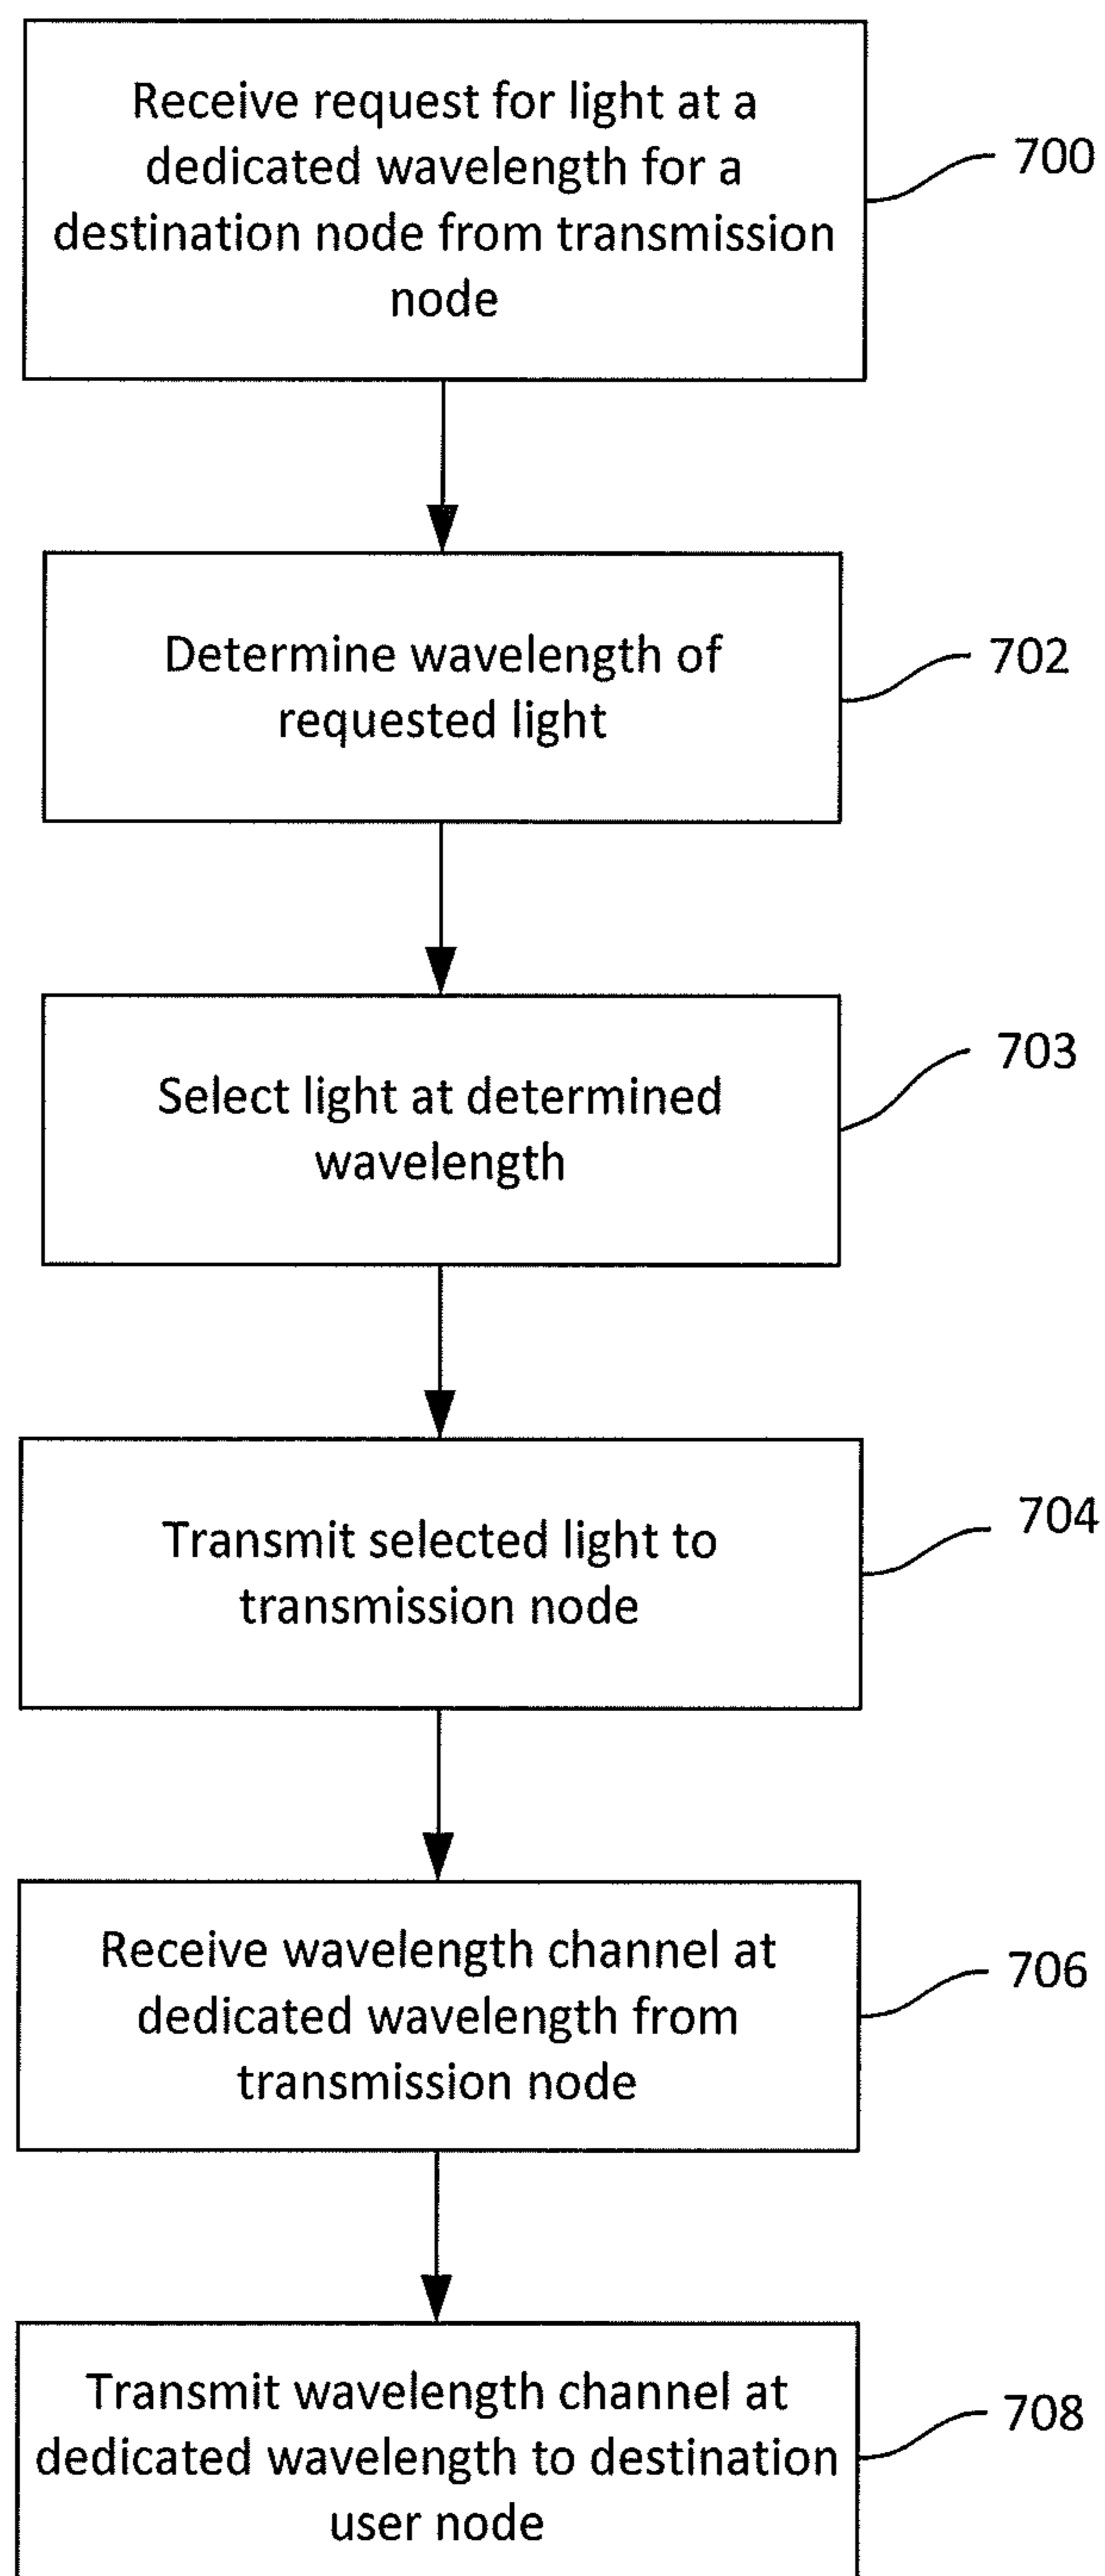 Receive request for light at a
dedicated wavelength for a
destination node from transmission
node
700
Determine wavelength of
requested light
702
Select light at determined
wavelength
703
Transmit selected light to
transmission node
704
Receive wavelength channel at
dedicated wavelength from
transmission node
706
Transmit wavelength channel at
dedicated wavelength to destination
user node
708